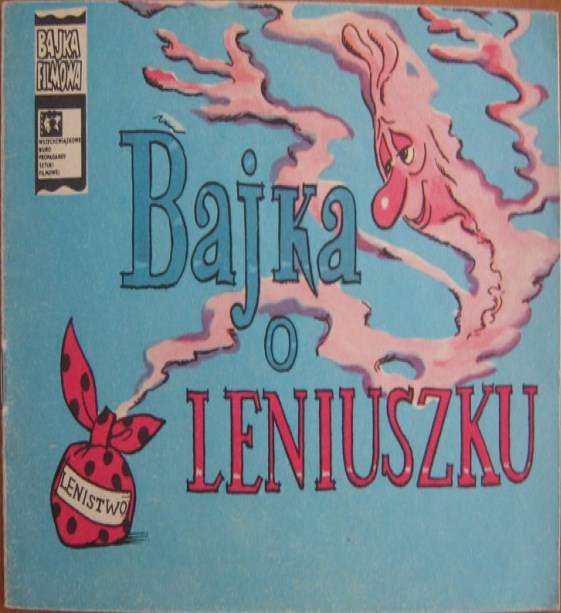 BAJKA
FILMOWA
WSZECHZWIĄZKOWE
BIURO
PROPAGANDY
SZTUKI
FILMOWEJ
Bajka
o
LENIUSZKU
LENISTWO